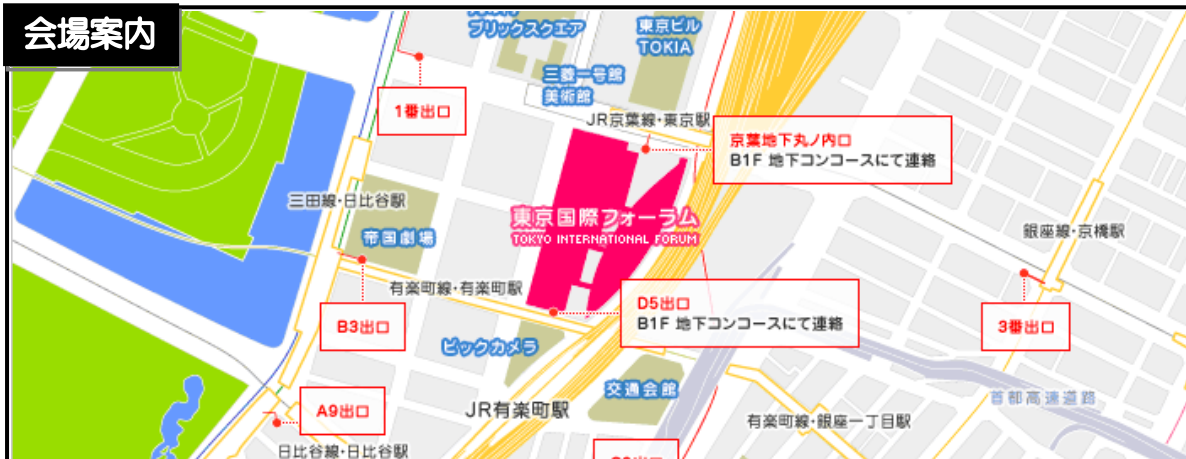 会場案内
ブリックスクエア
東京ビル
TOKIA
三菱一号館
美術館
1番出口
JR京葉線・東京駅
京葉地下丸ノ内口
B1F 地下コンコースにて連絡
三田線・日比谷駅
帝国劇場
東京国際フォーラム
TOKYO INTERNATIONAL FORUM
銀座線・京橋駅
有楽町線・有楽町駅
D5出口
B1F 地下コンコースにて連絡
B3出口
3番出口
ビックカメラ
交通会館
首都高速道路
A9出口
JR有楽町駅
有楽町線・銀座一丁目駅
日比谷線・日比谷駅